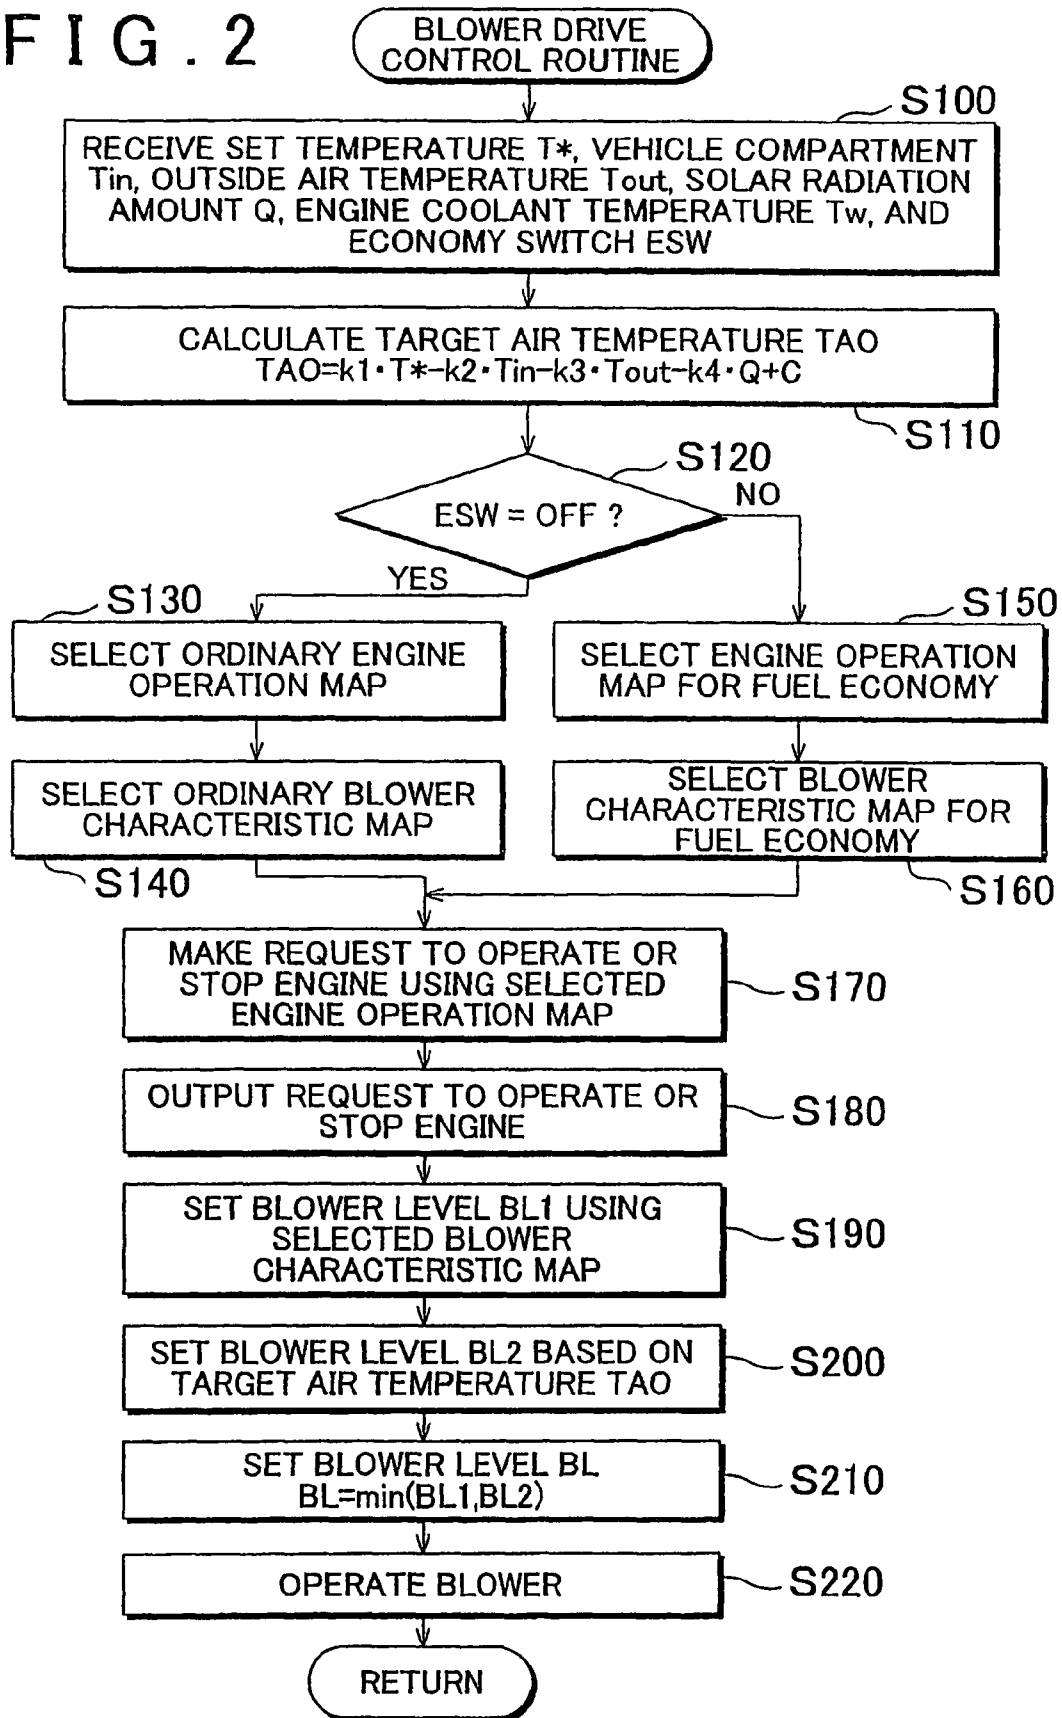 FIG. 2
BLOWER DRIVE
CONTROL ROUTINE
S100
RECEIVE SET TEMPERATURE T*, VEHICLE COMPARTMENT
Tin, OUTSIDE AIR TEMPERATURE Tout, SOLAR RADIATION
AMOUNT Q, ENGINE COOLANT TEMPERATURE Tw, AND
ECONOMY SWITCH ESW
CALCULATE TARGET AIR TEMPERATURE TAO
TAO=k1・T*-k2・Tin-k3・Tout-k4・Q+C
S110
S120
ESW = OFF ?
NO
YES
S130
SELECT ORDINARY ENGINE
OPERATION MAP
S150
SELECT ENGINE OPERATION
MAP FOR FUEL ECONOMY
SELECT ORDINARY BLOWER
CHARACTERISTIC MAP
S140
SELECT BLOWER
CHARACTERISTIC MAP FOR
FUEL ECONOMY
S160
MAKE REQUEST TO OPERATE OR
STOP ENGINE USING SELECTED
ENGINE OPERATION MAP
S170
OUTPUT REQUEST TO OPERATE OR
STOP ENGINE
S180
SET BLOWER LEVEL BL1 USING
SELECTED BLOWER
CHARACTERISTIC MAP
S190
SET BLOWER LEVEL BL2 BASED ON
TARGET AIR TEMPERATURE TAO
S200
SET BLOWER LEVEL BL
BL=min(BL1,BL2)
S210
OPERATE BLOWER
S220
RETURN